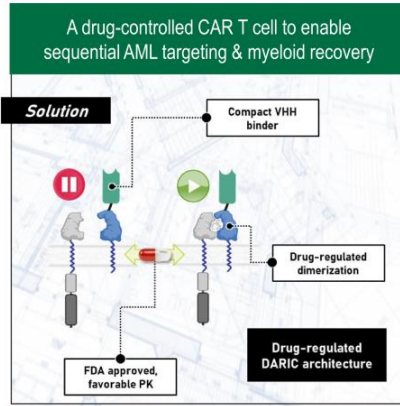 A drug-controlled CAR T cell to enable
sequential AML targeting & myeloid recovery
Solution
Compact VHH
binder
Drug-regulated
dimerization
FDA approved,
favorable PK
Drug-regulated
DARIC architecture